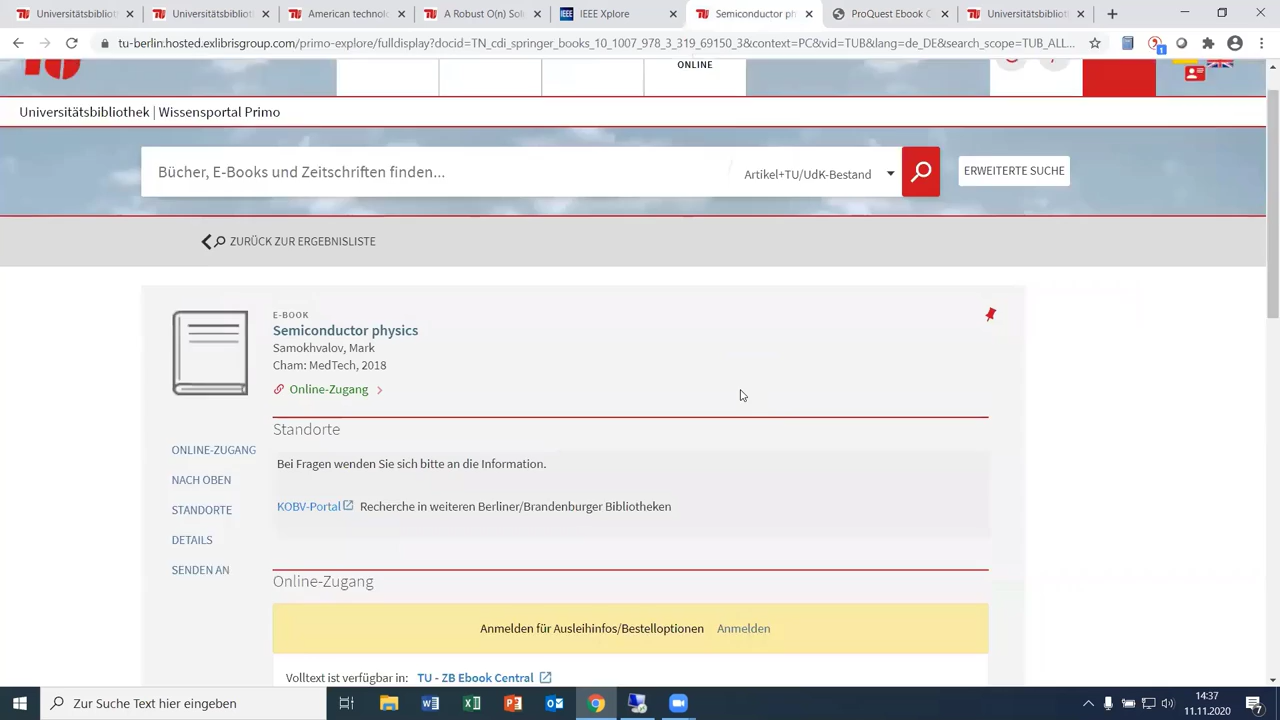 Universitätsbibliot
Universitätsbibliot
American technolo
A Robust O(n) Solu
IEEE Xplore
Semiconductor phy
ProQuest Ebook Ce
Universitätsbibliot
tu-berlin.hosted.exlibrisgroup.com/primo-explore/fulldisplay?docid=TN_cdi_springer_books_10_1007_978_3_319_69150_3&context=PC&vid=TUB&lang=de_DE&search_scope=TUB_ALL...
ONLINE
Universitätsbibliothek | Wissensportal Primo
Bücher, E-Books und Zeitschriften finden...
Artikel+TU/UdK-Bestand
ERWEITERTE SUCHE
ZURÜCK ZUR ERGEBNISLISTE
E-BOOK
Semiconductor physics
Samokhvalov, Mark
Cham: MedTech, 2018
Online-Zugang
Standorte
ONLINE-ZUGANG
Bei Fragen wenden Sie sich bitte an die Information.
NACH OBEN
STANDORTE
KOBV-Portal Recherche in weiteren Berliner/Brandenburger Bibliotheken
DETAILS
SENDEN AN
Online-Zugang
Anmelden für Ausleihinfos/Bestelloptionen Anmelden
Volltext ist verfügbar in: TU - ZB Ebook Central
Zur Suche Text hier eingeben
14:37
11.11.2020
7